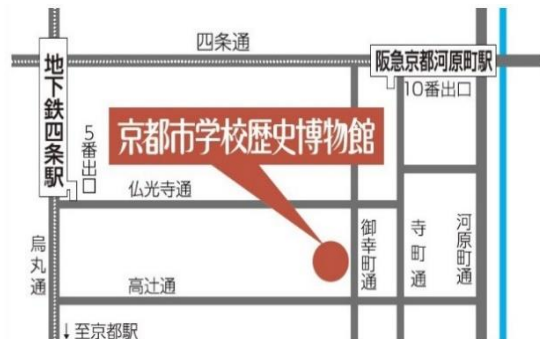 四条通
地下鉄四条駅
阪急京都河原町駅
10番出口
5番出口
京都市学校歴史博物館
仏光寺通
烏丸通
御幸町通
寺町通
河原町通
高辻通
↓至京都駅